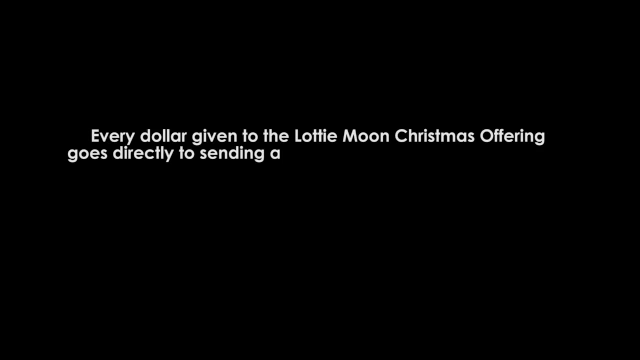 Every dollar given to the Lottie Moon Christmas Offering
goes directly to sending a